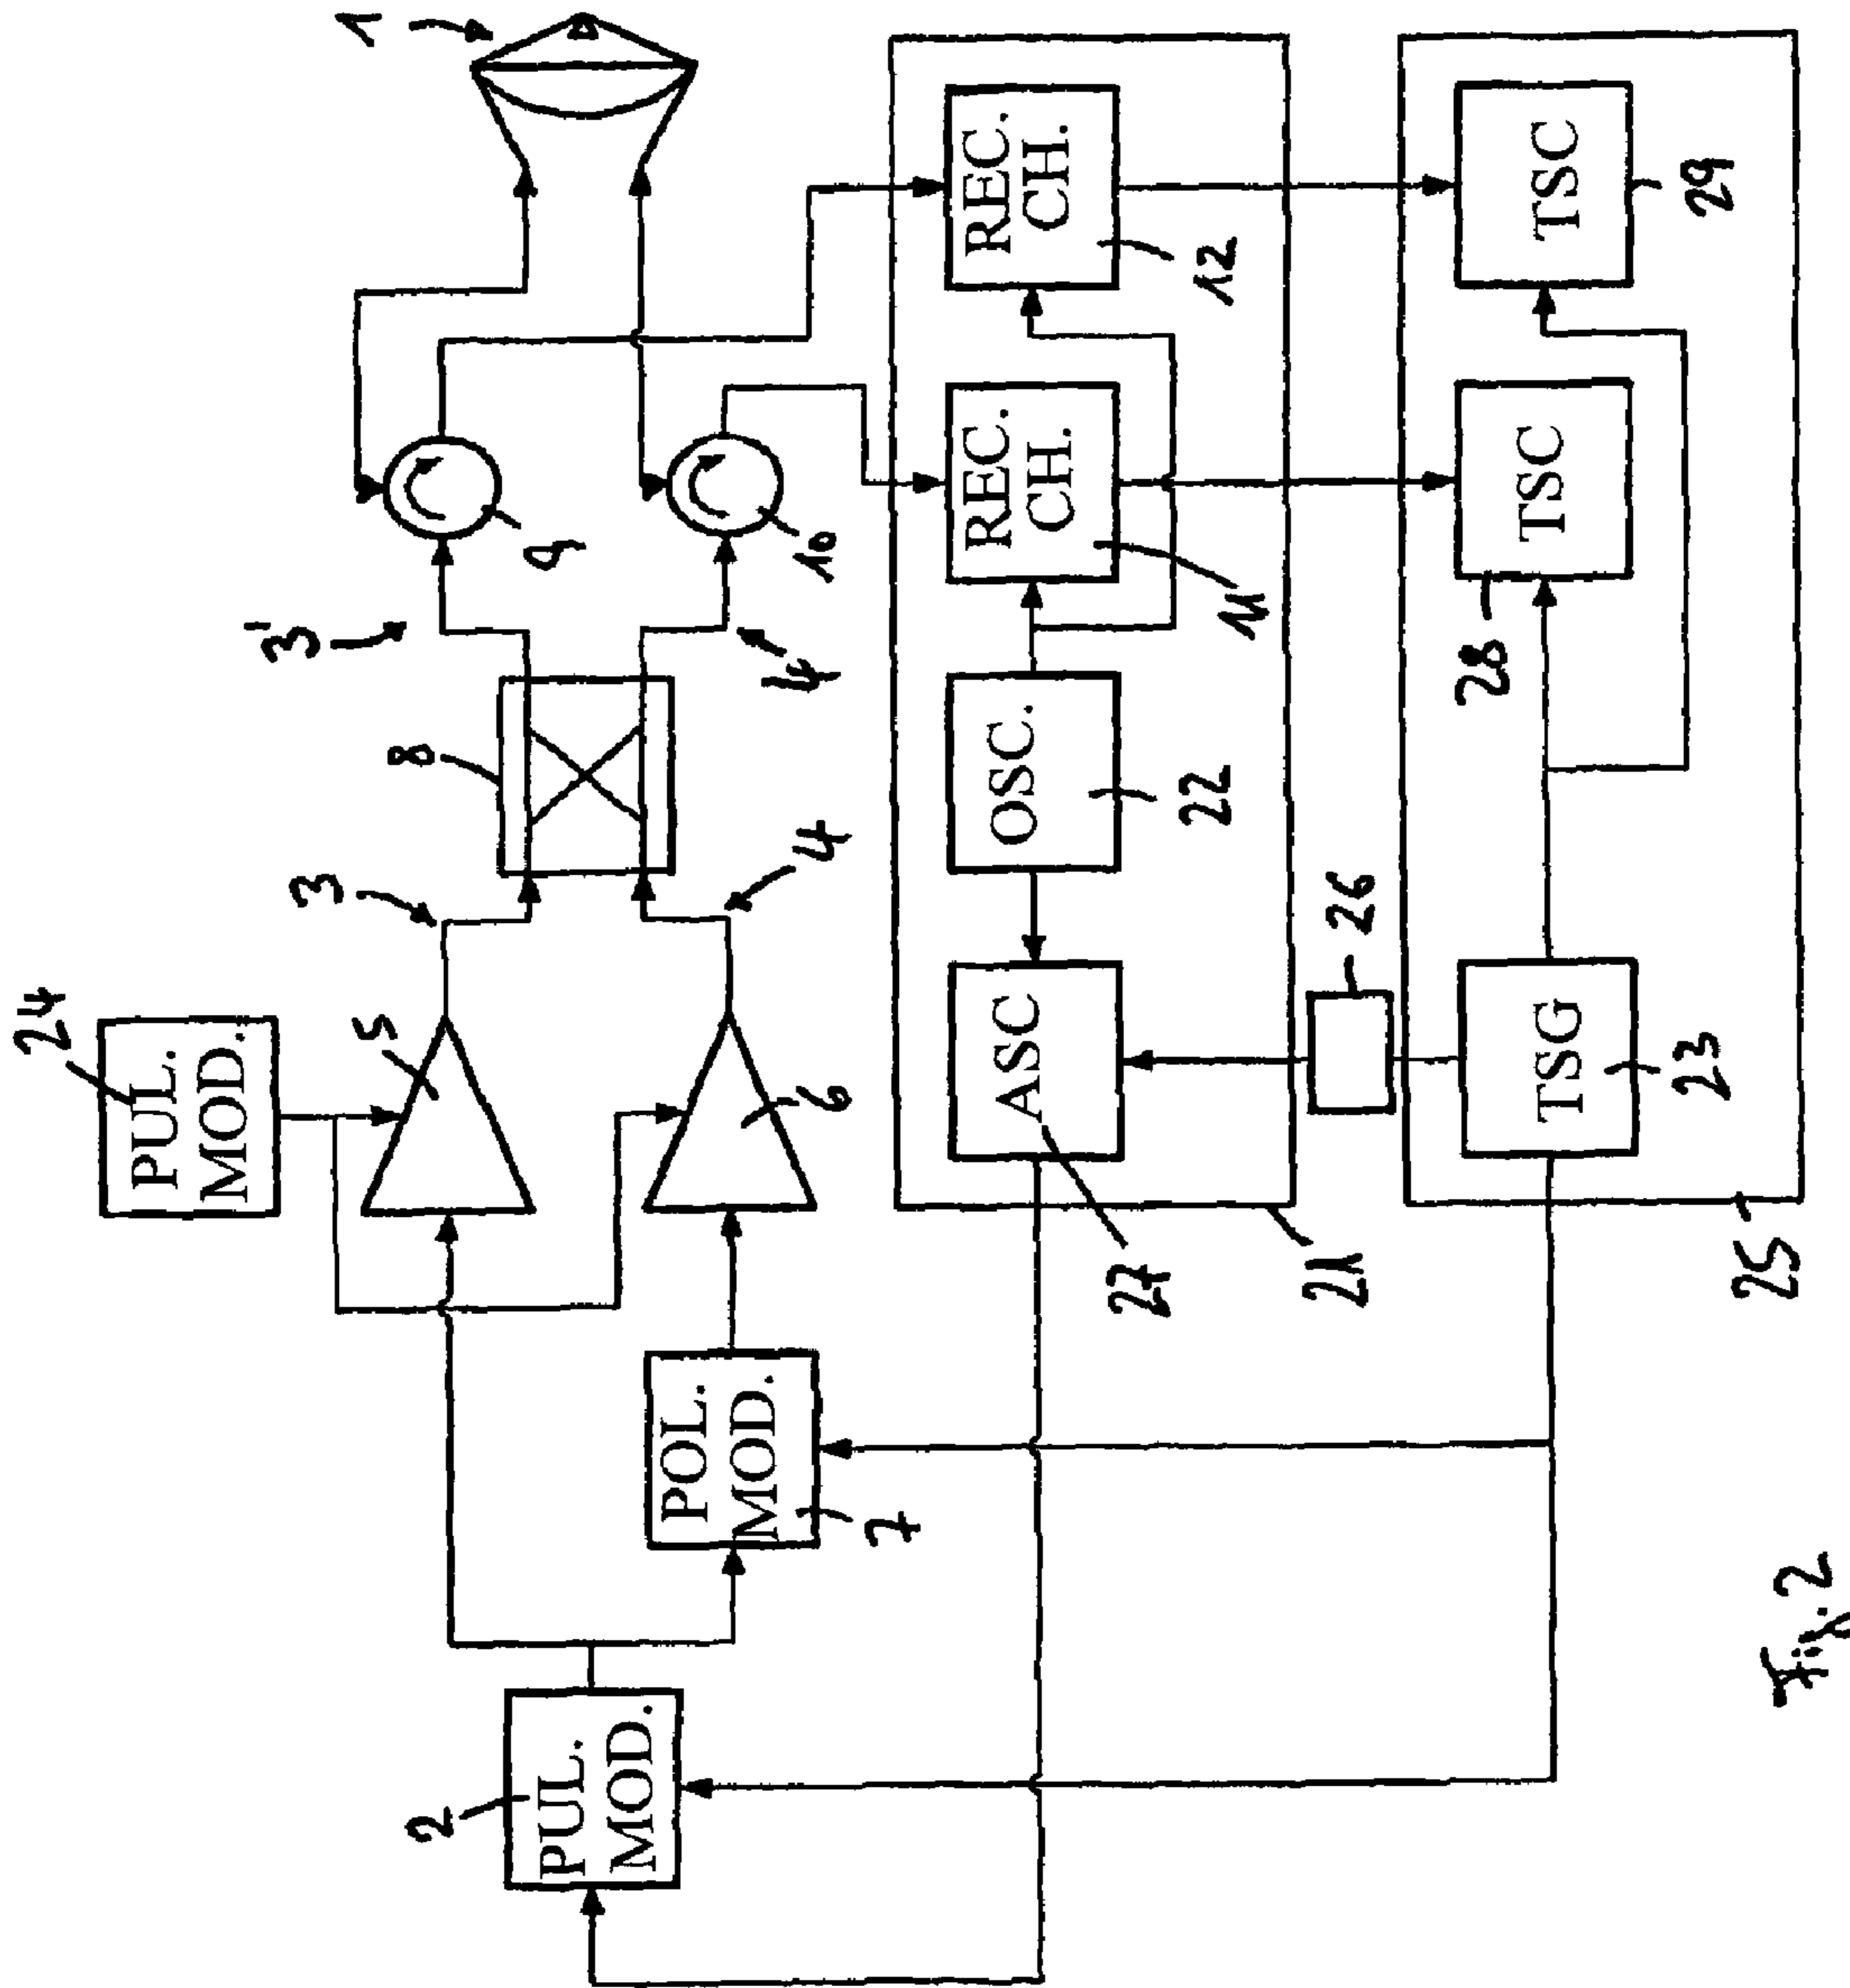 24
PUL.
MOD.
1
3
5
8
3'
2
PUL.
MOD.
POL.
MOD.
7
6
4
4'
9
10
ASC
27
OSC.
22
REC.
CH.
11
REC.
CH.
12
21
26
TSG
23
28
TSC
TSC
29
25
Fig. 2